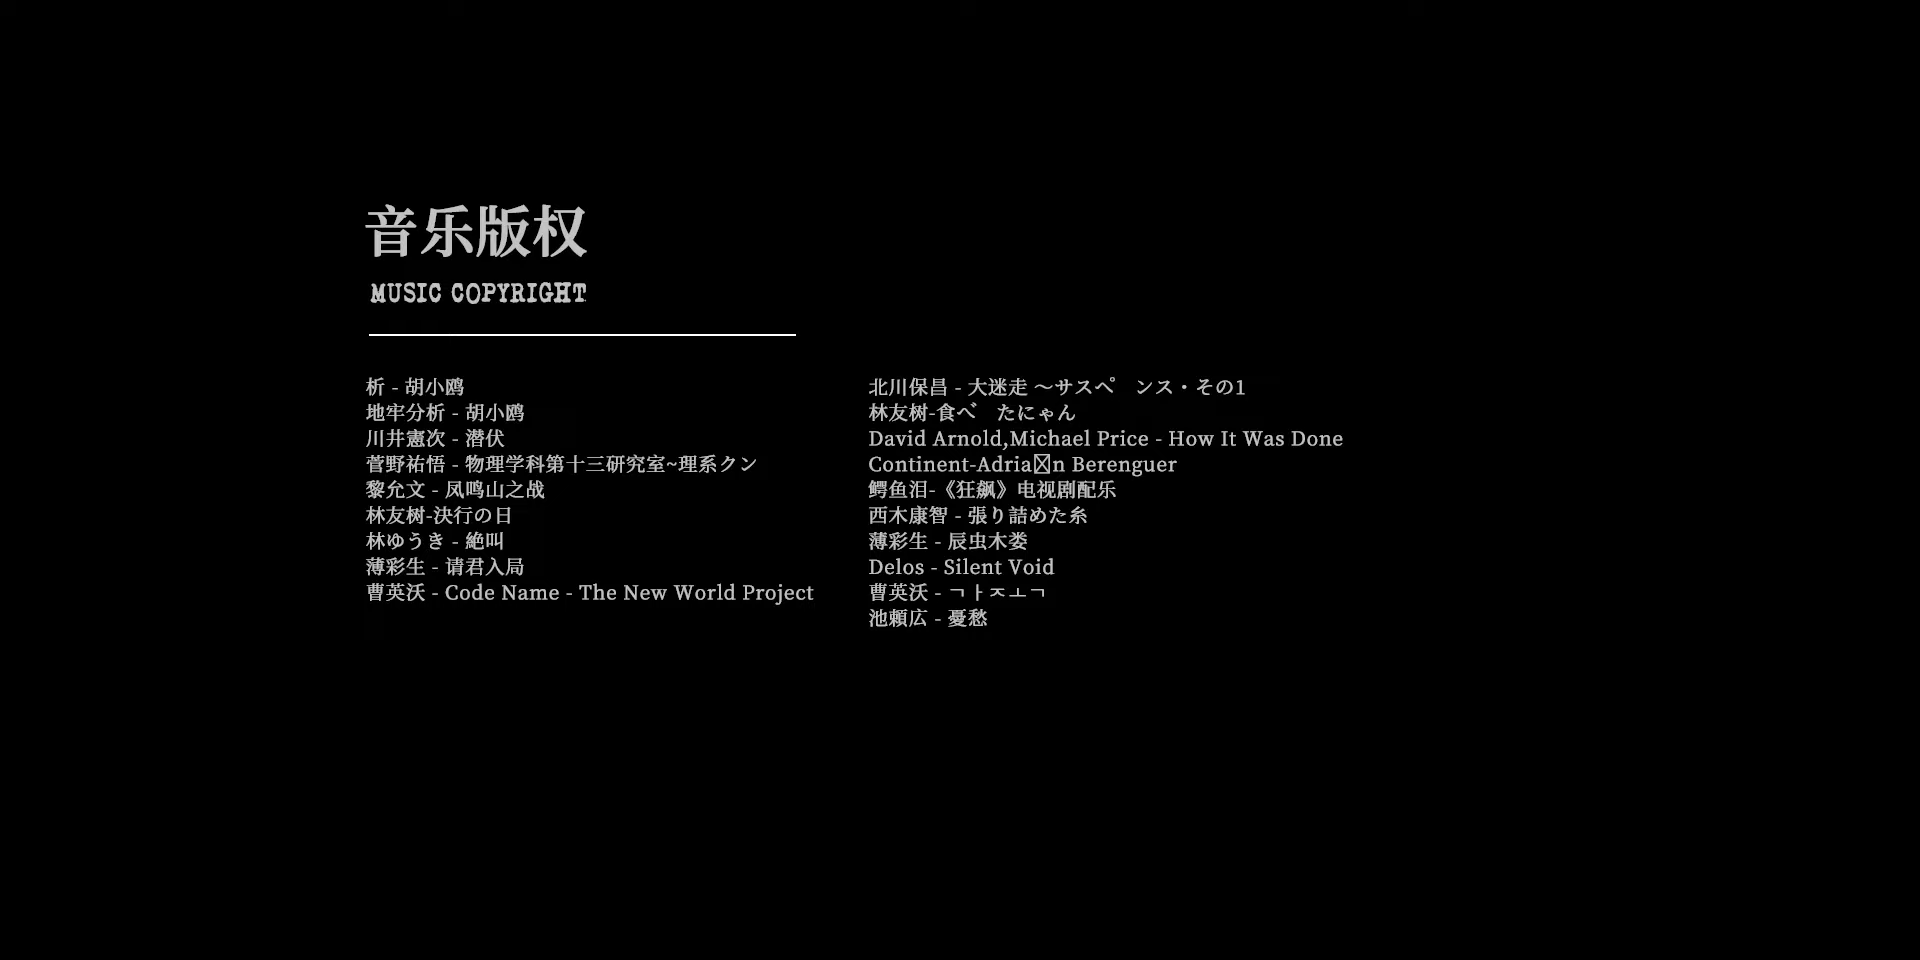 音乐版权
MUSIC COPYRIGHT
析 - 胡小鸥
地牢分析 - 胡小鸥
川井憲次 - 潜伏
菅野祐悟 - 物理学科第十三研究室~理系クン
黎允文 - 凤鸣山之战
林友树-決行の日
林ゆうき - 絶叫
薄彩生 - 请君入局
曹英沃 - Code Name - The New World Project
北川保昌 - 大迷走 ～サスペ　ンス・その1
林友树-食べ　たにゃん
David Arnold,Michael Price - How It Was Done
Continent-Adria󠄀n Berenguer
鳄鱼泪-《狂飙》电视剧配乐
西木康智 - 張り詰めた糸
薄彩生 - 辰虫木娄
Delos - Silent Void
曹英沃 - ㄱㅏㅈㅗㄱ
池頼広 - 憂愁